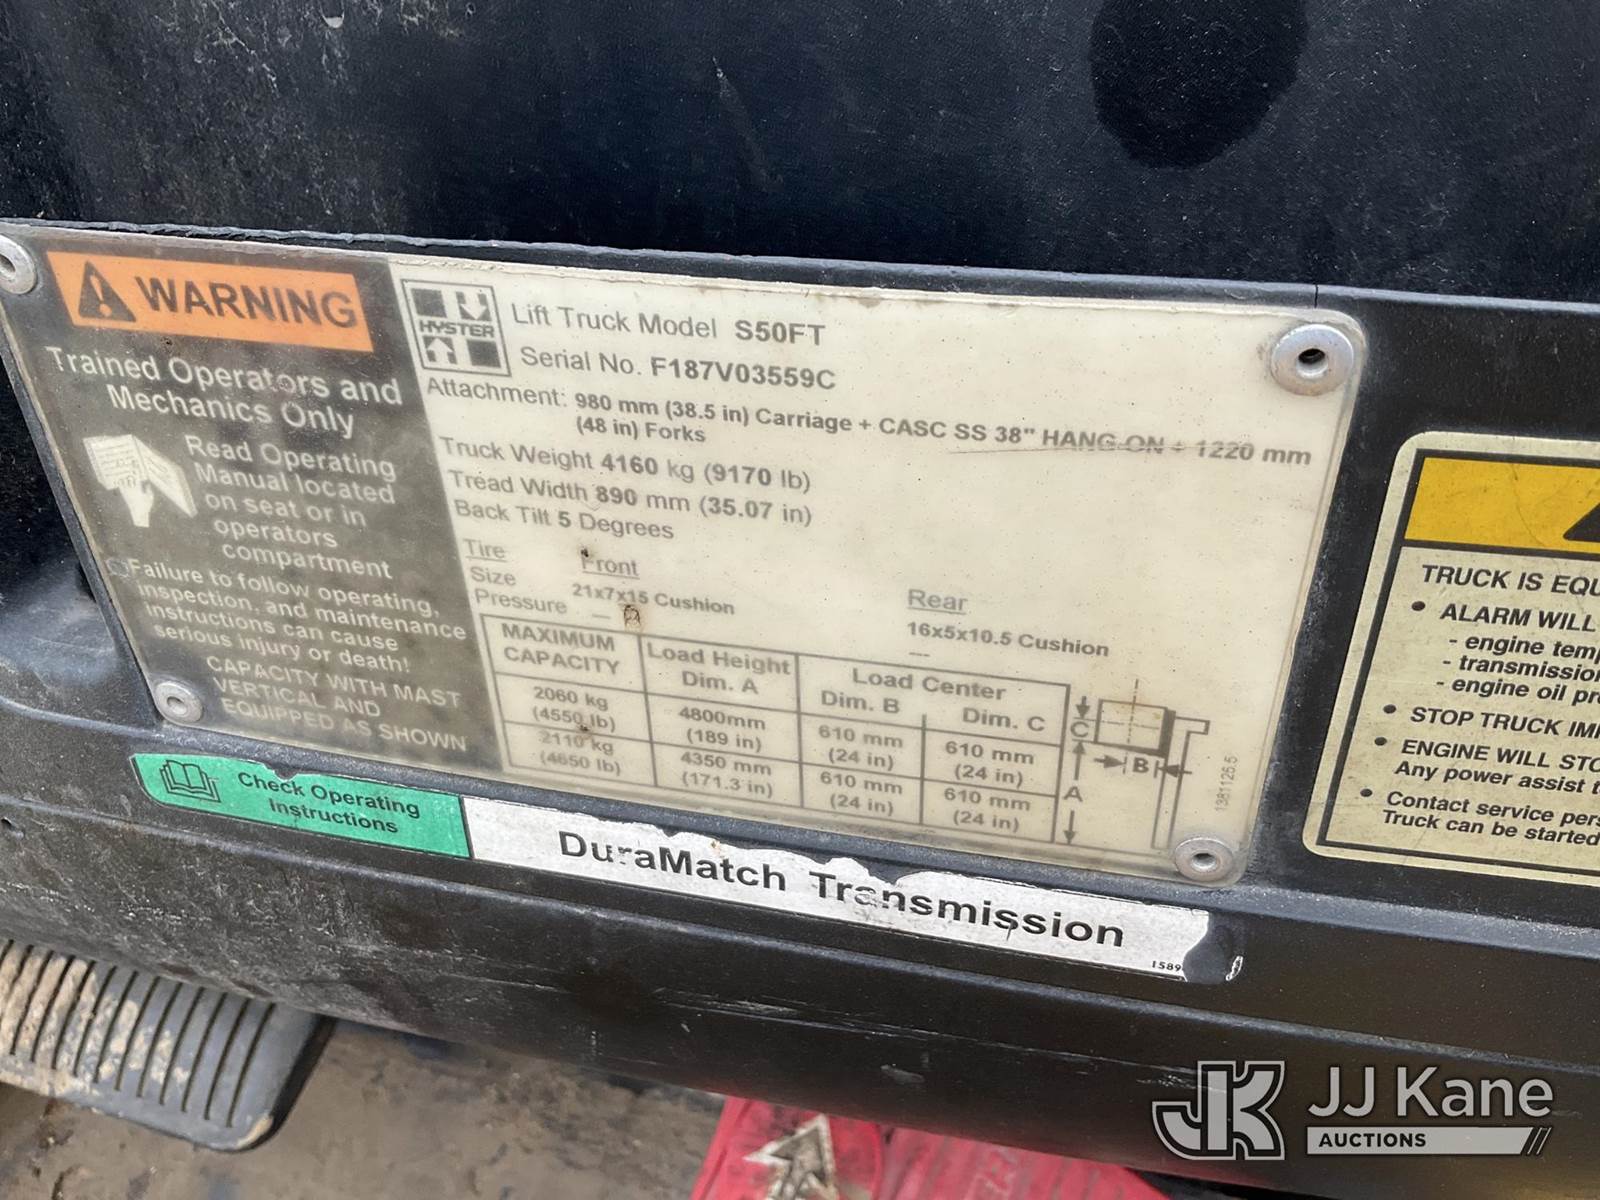 WARNING
Trained Operators and
Mechanics Only
Read Operating
Manual located
on seat or in
operators
compartment
Failure to follow operating,
inspection, and maintenance
instructions can cause
serious injury or death!
CAPACITY WITH MAST
VERTICAL AND
EQUIPPED AS SHOWN
HYSTER
Lift Truck Model S50FT
Serial No. F187V03559C
Attachment: 980 mm (38.5 in) Carriage + CASC SS 38" HANG-ON + 1220 mm
(48 in) Forks
Truck Weight 4160 kg (9170 lb)
Tread Width 890 mm (35.07 in)
Back Tilt 5 Degrees
Tire Front Rear
Size 21x7x15 Cushion 16x5x10.5 Cushion
Pressure --- ---
MAXIMUM CAPACITY Load Height Dim. A Load Center
Dim. B Dim. C
2060 kg (4550 lb) 4800mm (189 in) 610 mm (24 in) 610 mm (24 in)
2110 kg (4650 lb) 4350 mm (171.3 in) 610 mm (24 in) 610 mm (24 in)
C
B
A
1381125.5
Check Operating
Instructions
DuraMatch Transmission
1589
TRUCK IS EQU
• ALARM WILL
- engine temp
- transmission
- engine oil pr
• STOP TRUCK IM
• ENGINE WILL STO
Any power assist t
• Contact service pers
Truck can be started
JJ Kane
AUCTIONS